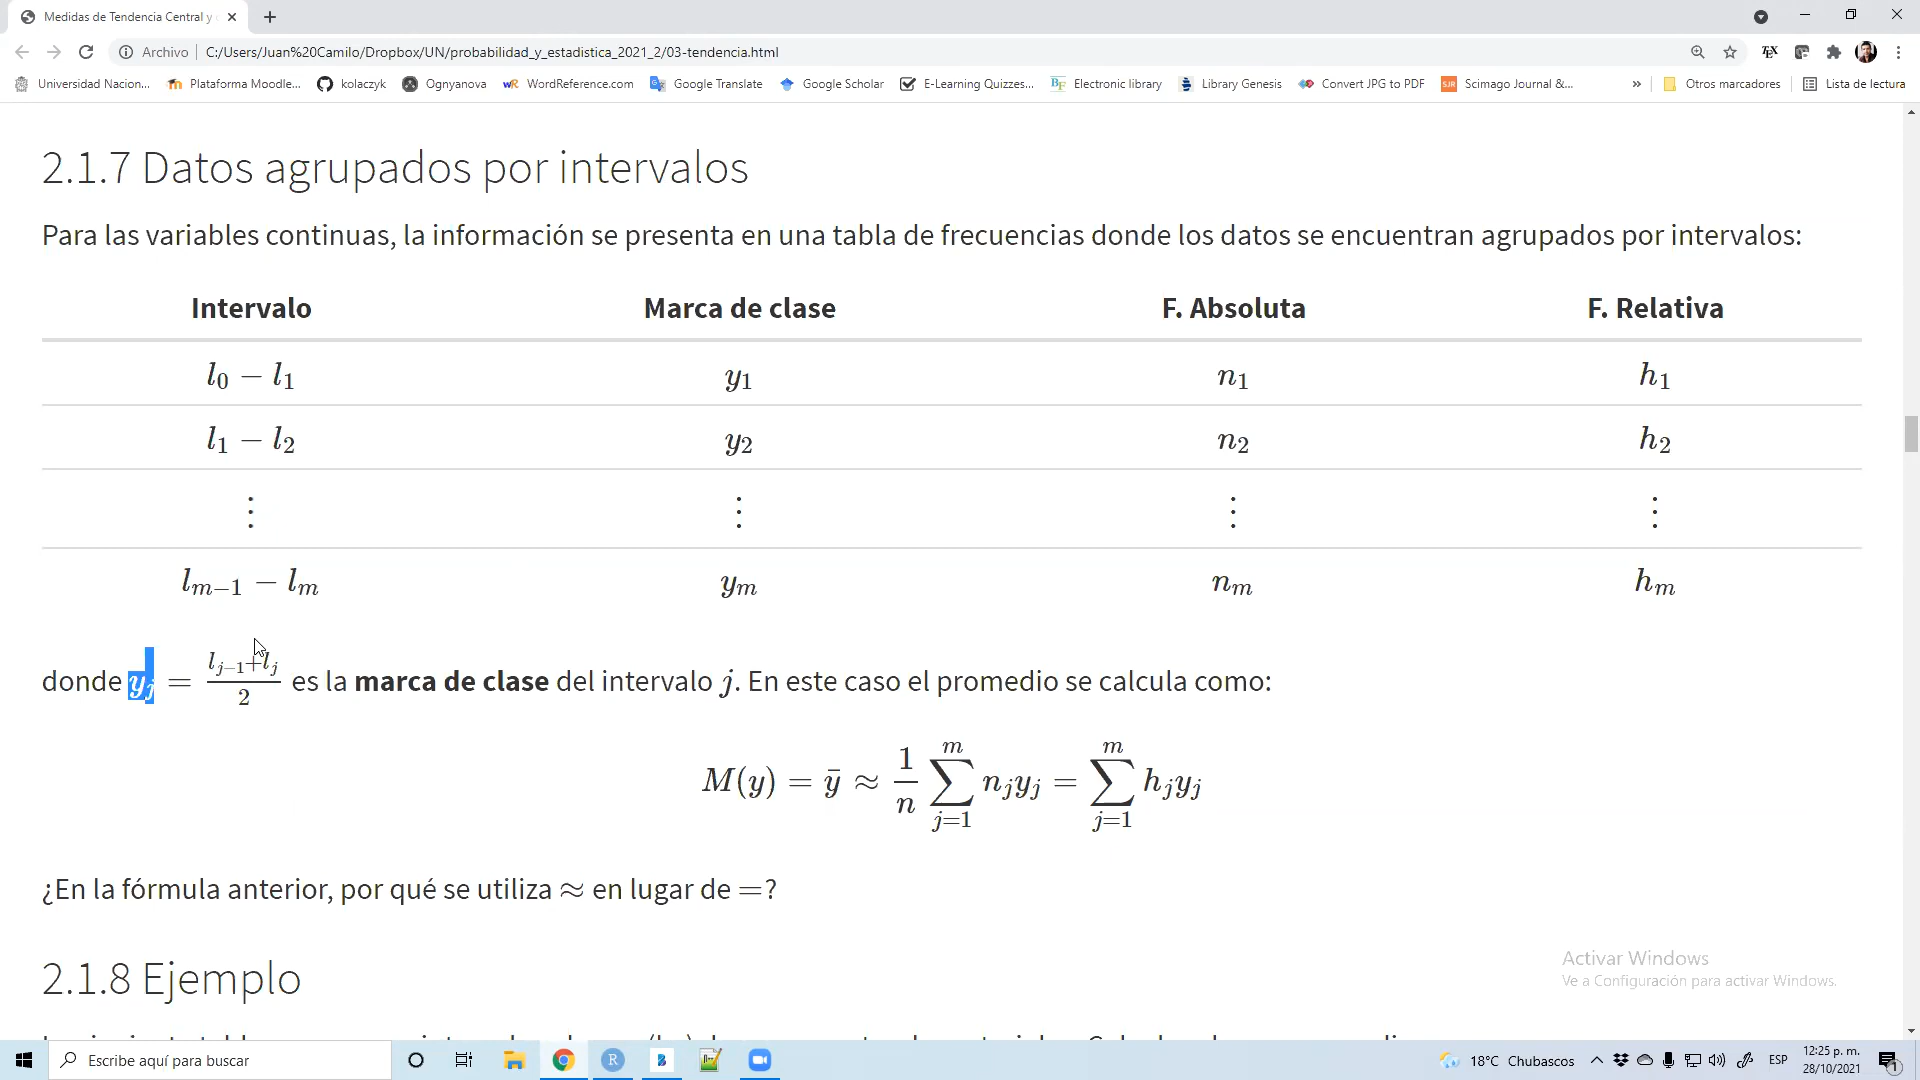 Medidas de Tendencia Central y
Archivo C:/Users/Juan%20Camilo/Dropbox/UN/probabilidad_y_estadistica_2021_2/03-tendencia.html
Universidad Nacion... Plataforma Moodle... kolaczyk Ognyanova WordReference.com Google Translate Google Scholar E-Learning Quizzes... Electronic library Library Genesis Convert JPG to PDF Scimago Journal &... » Otros marcadores Lista de lectura
2.1.7 Datos agrupados por intervalos
Para las variables continuas, la información se presenta en una tabla de frecuencias donde los datos se encuentran agrupados por intervalos:
Intervalo Marca de clase F. Absoluta F. Relativa
l₀ − l₁ y₁ n₁ h₁
l₁ − l₂ y₂ n₂ h₂
⋮ ⋮ ⋮ ⋮
lₘ₋₁ − lₘ yₘ nₘ hₘ
donde yⱼ = (lⱼ₋₁+lⱼ)/2 es la marca de clase del intervalo j. En este caso el promedio se calcula como:
M(y) = ȳ ≈ 1/n ∑_{j=1}^{m} nⱼyⱼ = ∑_{j=1}^{m} hⱼyⱼ
¿En la fórmula anterior, por qué se utiliza ≈ en lugar de =?
2.1.8 Ejemplo
Activar Windows
Ve a Configuración para activar Windows.
Escribe aquí para buscar
18°C Chubascos
ESP
12:25 p. m.
28/10/2021